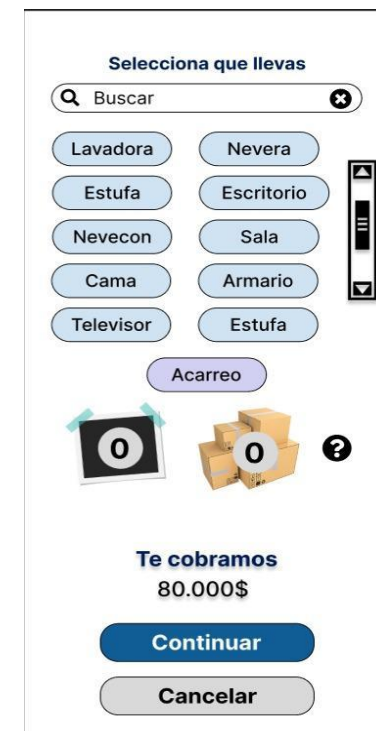 Selecciona que llevas
Buscar
Lavadora Nevera
Estufa Escritorio
Nevecon Sala
Cama Armario
Televisor Estufa
Acarreo
0 0 ?
Te cobramos
80.000$
Continuar
Cancelar